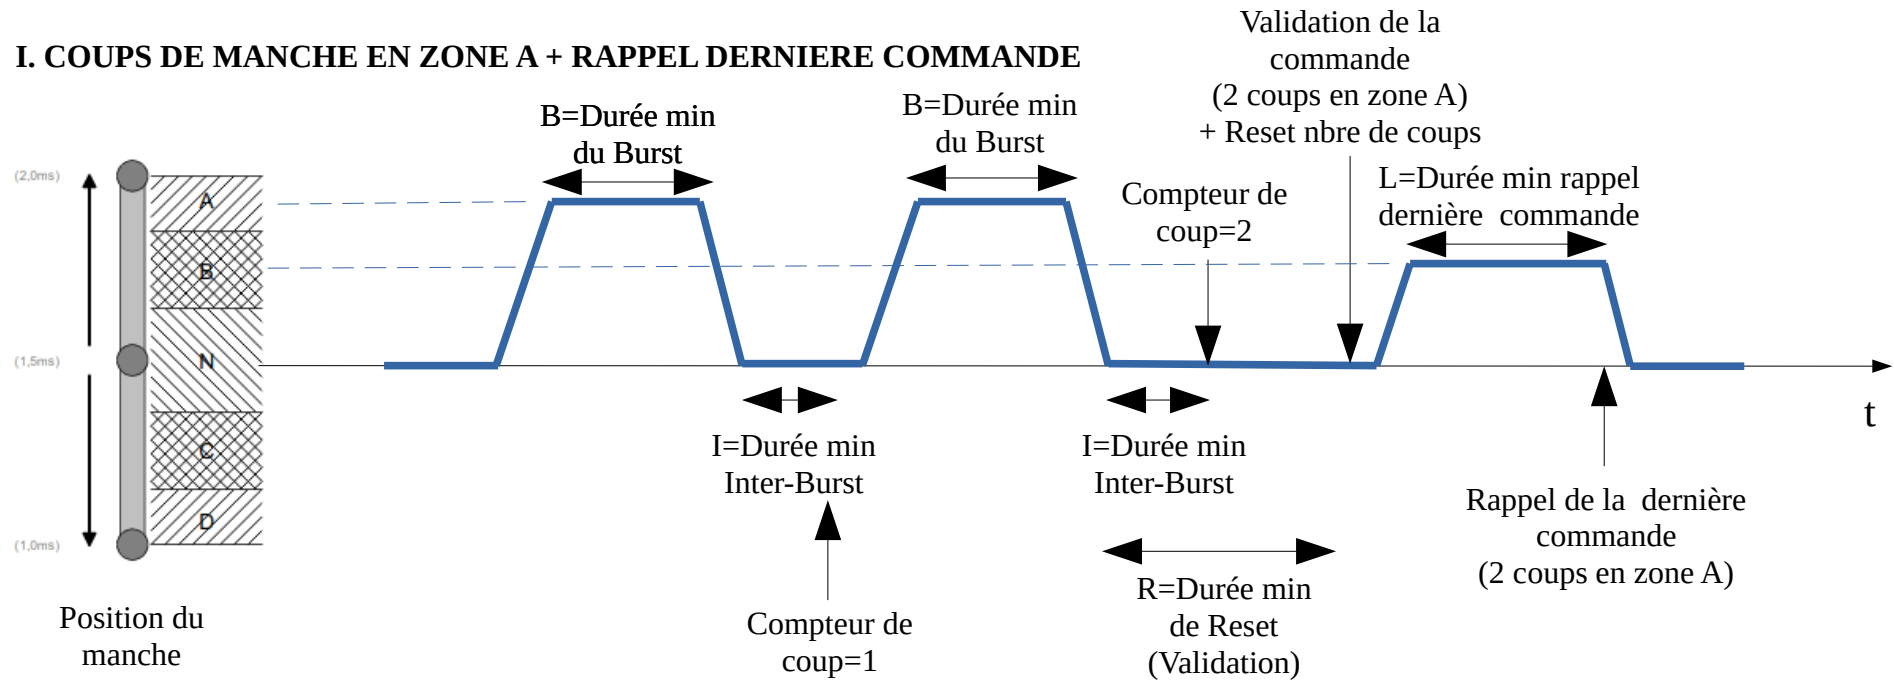 I. COUPS DE MANCHE EN ZONE A + RAPPEL DERNIERE COMMANDE
Validation de la
commande
(2 coups en zone A)
+ Reset nbre de coups
B=Durée min
du Burst
B=Durée min
du Burst
Compteur de
coup=2
L=Durée min rappel
dernière commande
(2,0ms)
A
B
(1,5ms)
N
C
D
(1,0ms)
t
I=Durée min
Inter-Burst
I=Durée min
Inter-Burst
Rappel de la dernière
commande
(2 coups en zone A)
R=Durée min
de Reset
(Validation)
Compteur de
coup=1
Position du
manche